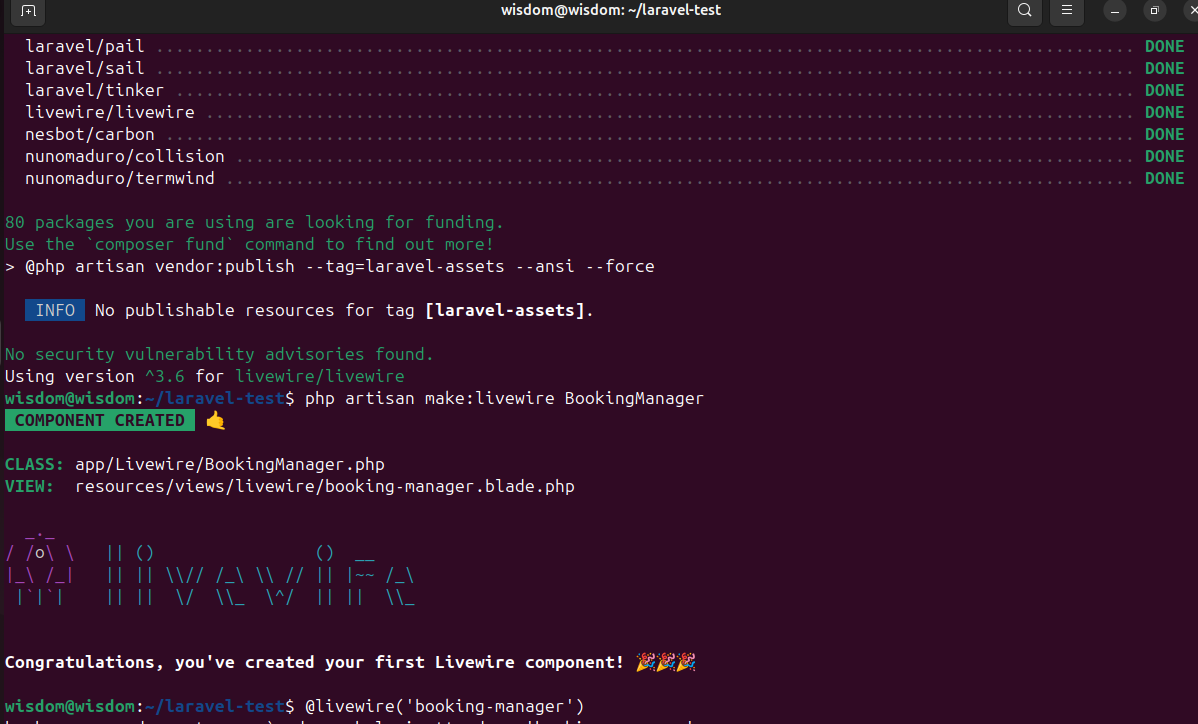 wisdom@wisdom: ~/laravel-test
laravel/pail ................................................................................................. DONE
laravel/sail ................................................................................................. DONE
laravel/tinker ............................................................................................... DONE
livewire/livewire ............................................................................................ DONE
nesbot/carbon ................................................................................................ DONE
nunomaduro/collision ......................................................................................... DONE
nunomaduro/termwind .......................................................................................... DONE
80 packages you are using are looking for funding.
Use the `composer fund` command to find out more!
> @php artisan vendor:publish --tag=laravel-assets --ansi --force
INFO No publishable resources for tag [laravel-assets].
No security vulnerability advisories found.
Using version ^3.6 for livewire/livewire
wisdom@wisdom:~/laravel-test$ php artisan make:livewire BookingManager
COMPONENT CREATED 🤙
CLASS: app/Livewire/BookingManager.php
VIEW:  resources/views/livewire/booking-manager.blade.php
  _._
/ /o\ \   || ()                ()  __
|_\ /_|   || || \\// /_\ \\ // || |~~ /_\
 |`|`|    || ||  \/  \\_  \^/  || ||  \\_
Congratulations, you've created your first Livewire component! 🎉🎉🎉
wisdom@wisdom:~/laravel-test$ @livewire('booking-manager')